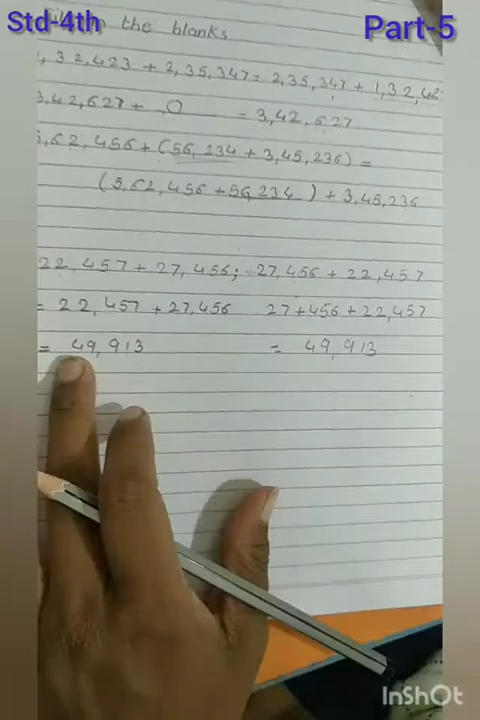 Std-4th
Part-5
in the blanks
1,32,423 + 2,35,347 = 2,35,347 + 1,32,42
3,42,627 + 0 = 3,42,627
5,62,456 + (56,234 + 3,45,236) =
(5,62,456 + 56,234) + 3,45,236
22,457 + 27,456; 27,456 + 22,457
= 22,457 + 27,456 27+456 + 22,457
= 49,913 = 49,913
InShOt